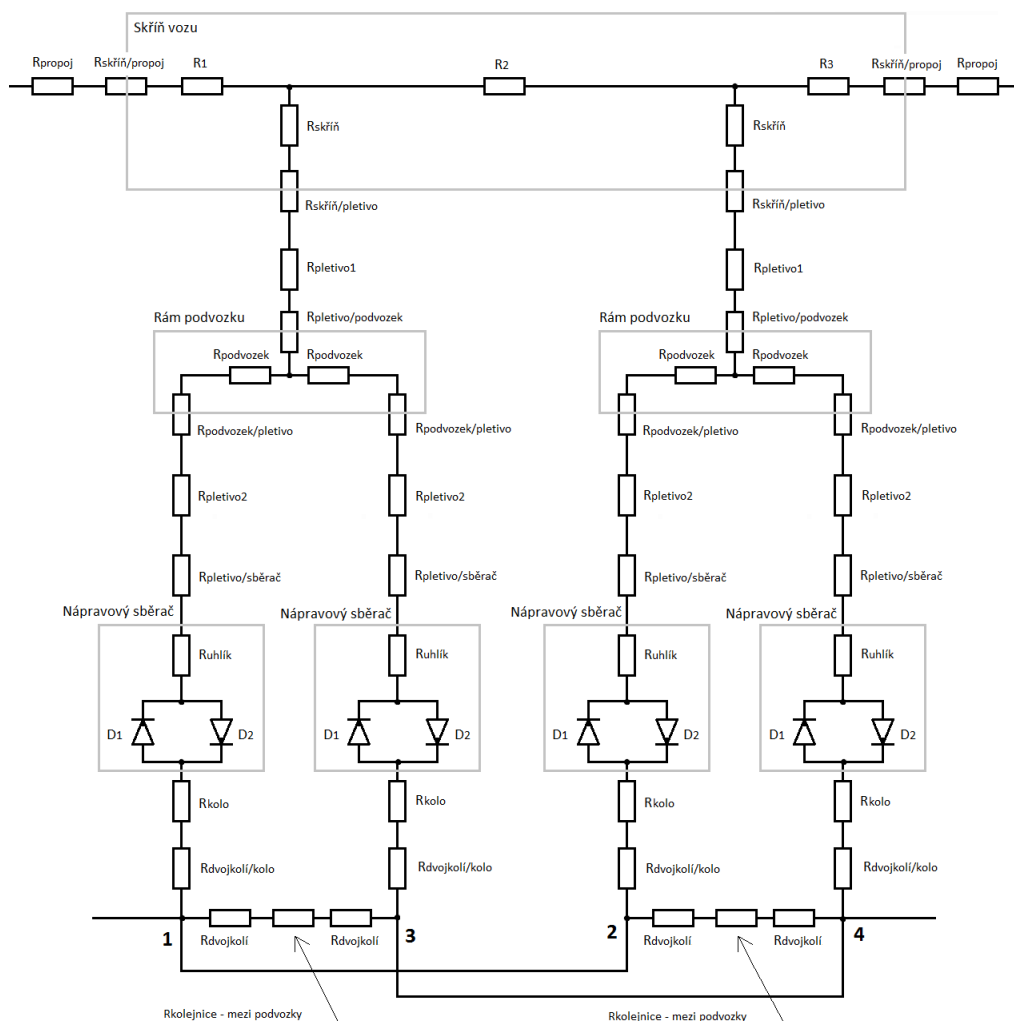 Skříň vozu
Rpropoj
Rskříň/propoj
R1
R2
R3
Rskříň/propoj
Rpropoj
Rskříň
Rskříň
Rskříň/pletivo
Rskříň/pletivo
Rpletivo1
Rpletivo1
Rám podvozku
Rpletivo/podvozek
Rám podvozku
Rpletivo/podvozek
Rpodvozek
Rpodvozek
Rpodvozek
Rpodvozek
Rpodvozek/pletivo
Rpodvozek/pletivo
Rpodvozek/pletivo
Rpodvozek/pletivo
Rpletivo2
Rpletivo2
Rpletivo2
Rpletivo2
Rpletivo/sběrač
Rpletivo/sběrač
Rpletivo/sběrač
Rpletivo/sběrač
Nápravový sběrač
Nápravový sběrač
Nápravový sběrač
Nápravový sběrač
Ruhlík
Ruhlík
Ruhlík
Ruhlík
D1
D2
D1
D2
D1
D2
D1
D2
Rkolo
Rkolo
Rkolo
Rkolo
Rdvojkolí/kolo
Rdvojkolí/kolo
Rdvojkolí/kolo
Rdvojkolí/kolo
1
Rdvojkolí
Rdvojkolí
3
2
Rdvojkolí
Rdvojkolí
4
Rkolejnice - mezi podvozky
Rkolejnice - mezi podvozky